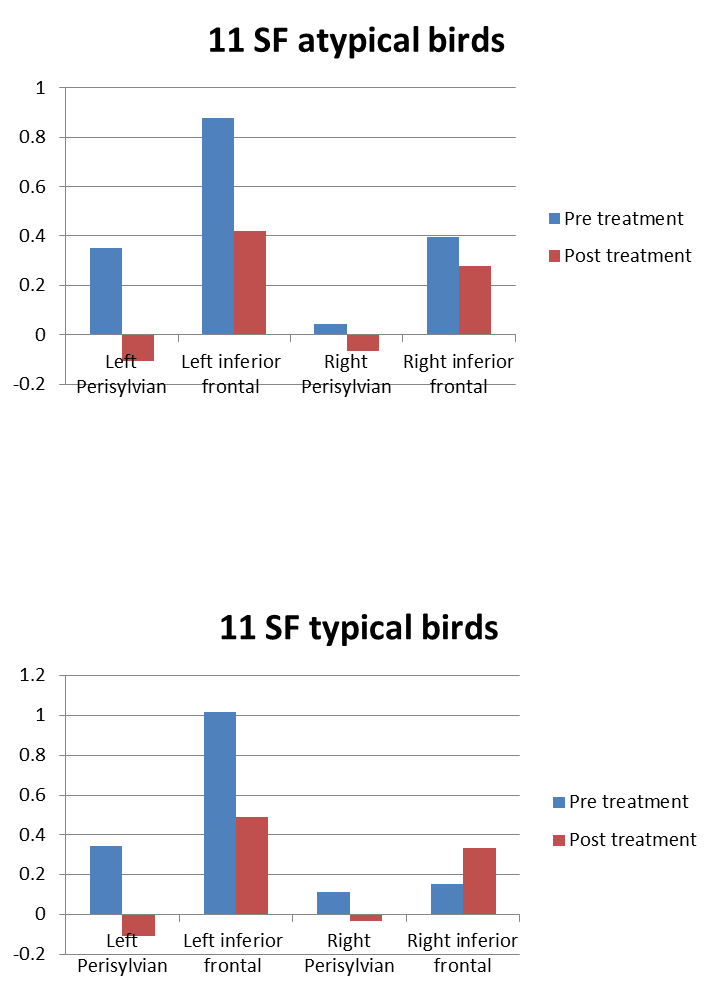 11 SF atypical birds
1
0.8
0.6
0.4
0.2
0
-0.2
Left Perisylvian
Left inferior frontal
Right Perisylvian
Right inferior frontal
Pre treatment
Post treatment
11 SF typical birds
1.2
1
0.8
0.6
0.4
0.2
0
-0.2
Left Perisylvian
Left inferior frontal
Right Perisylvian
Right inferior frontal
Pre treatment
Post treatment